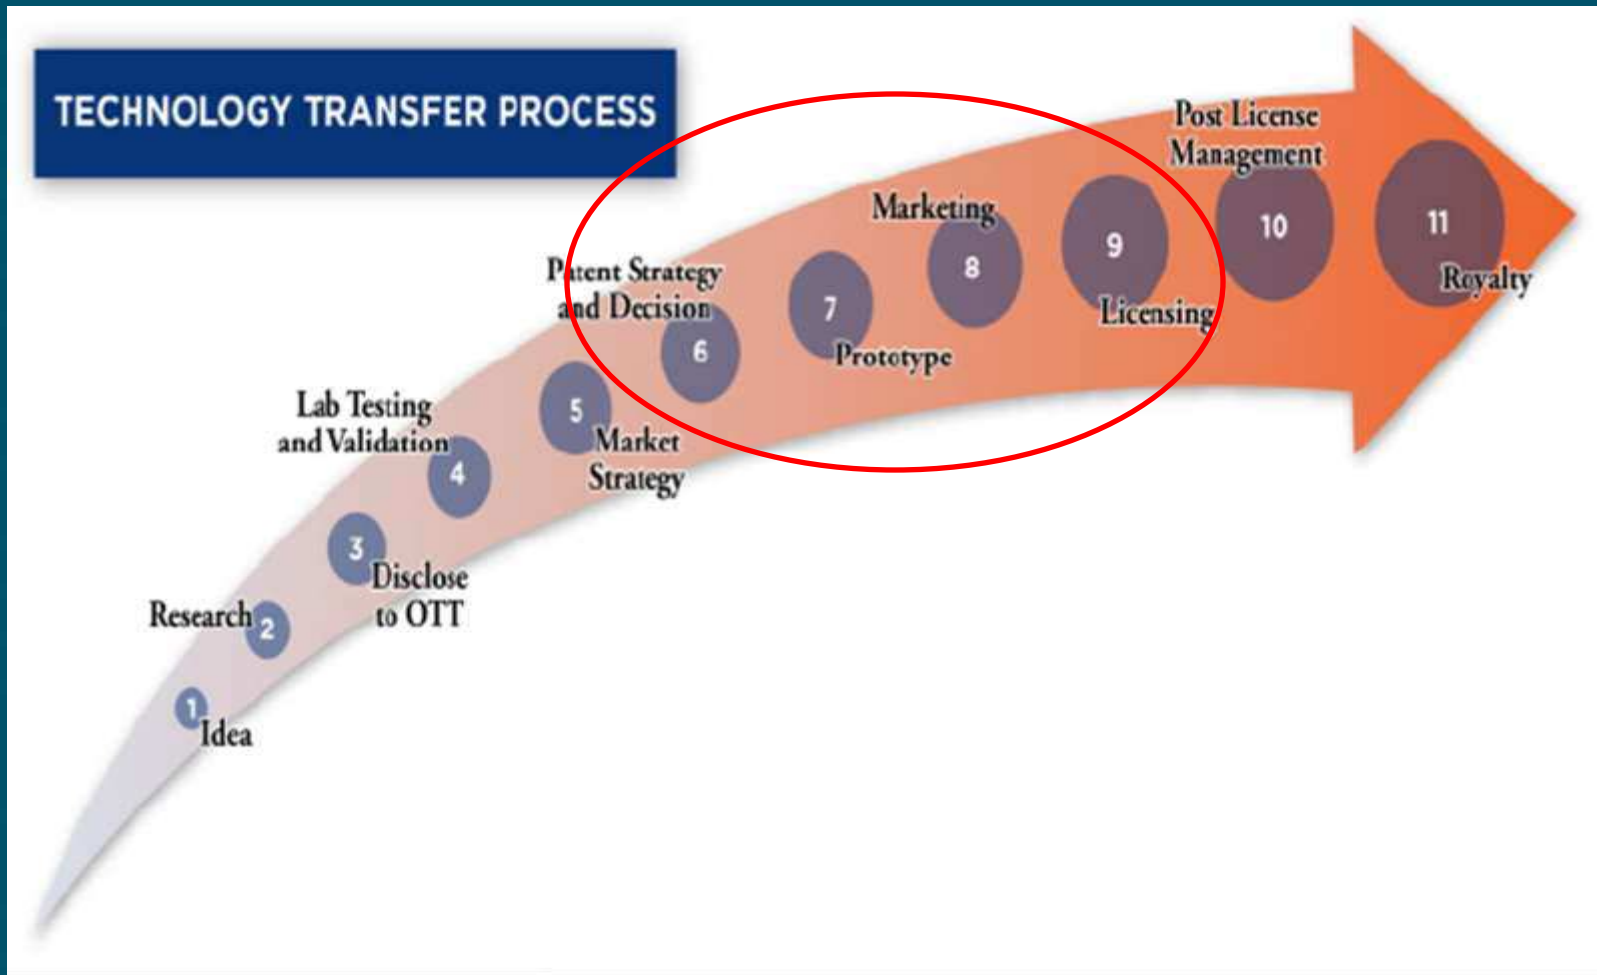 TECHNOLOGY TRANSFER PROCESS
1
Idea
Research
2
3
Disclose
to OTT
Lab Testing
and Validation
4
5
Market
Strategy
Patent Strategy
and Decision
6
7
Prototype
Marketing
8
9
Licensing
Post License
Management
10
11
Royalty